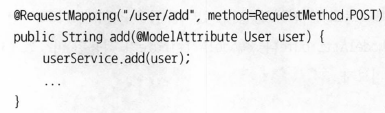 @RequestMapping("/user/add", method=RequestMethod.POST)
public String add(@ModelAttribute User user) {
    userService.add(user);
    ...
}